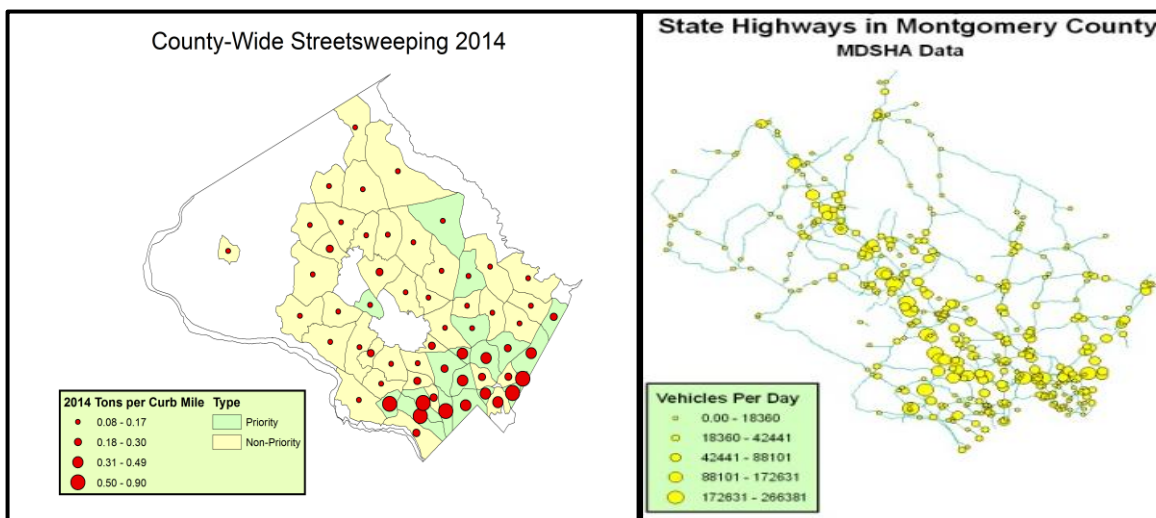 County-Wide Streetsweeping 2014
2014 Tons per Curb Mile Type
0.08 - 0.17 Priority
0.18 - 0.30 Non-Priority
0.31 - 0.49
0.50 - 0.90
State Highways in Montgomery County
MDSHA Data
Vehicles Per Day
0.00 - 18360
18360 - 42441
42441 - 88101
88101 - 172631
172631 - 266381